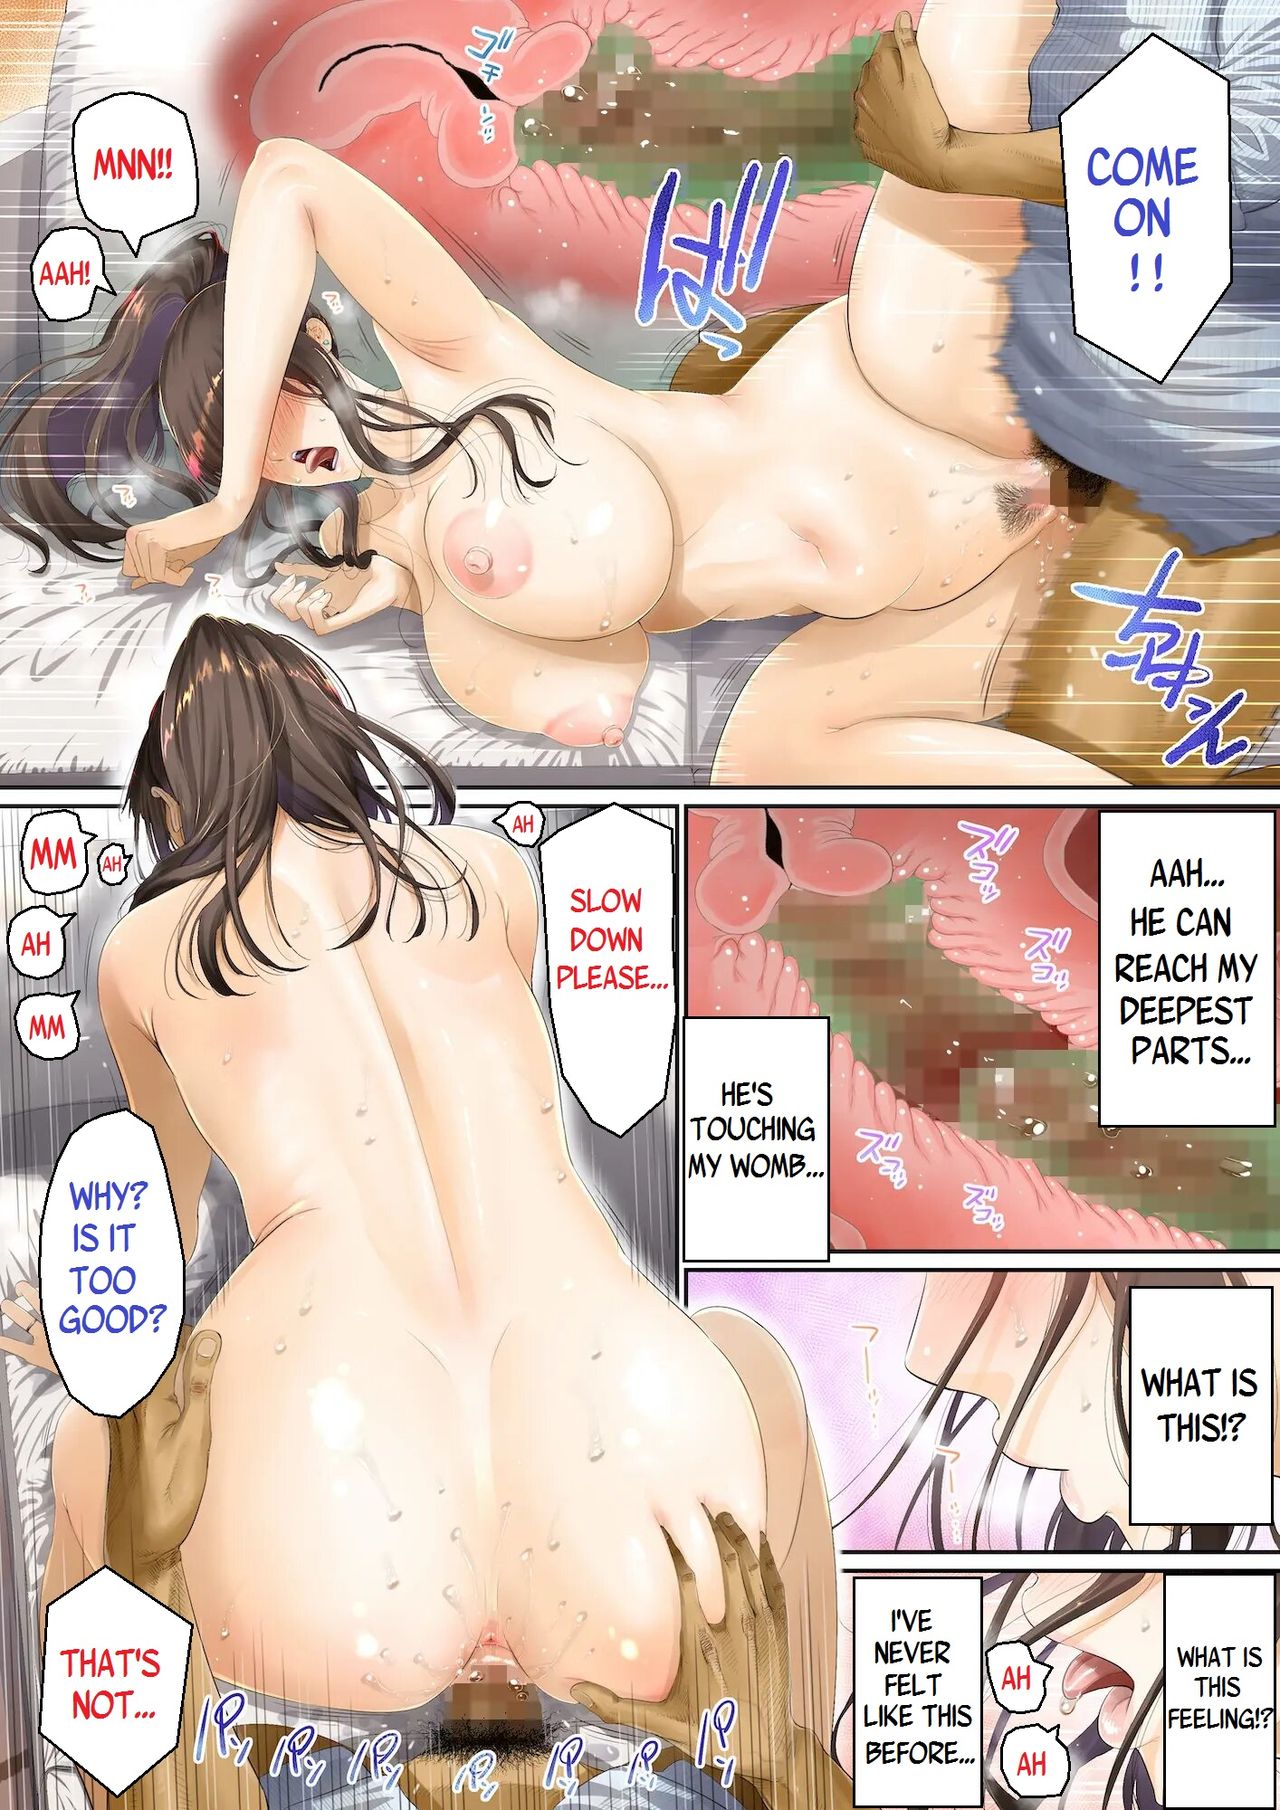 COME
ON
!!
MNN!!
AAH!
AH
MM
AH
AH
MM
SLOW
DOWN
PLEASE...
WHY?
IS IT
TOO
GOOD?
THAT'S
NOT...
AAH...
HE CAN
REACH MY
DEEPEST
PARTS...
HE'S
TOUCHING
MY WOMB...
WHAT IS
THIS!?
WHAT IS
THIS
FEELING!?
AH
AH
I'VE
NEVER
FELT
LIKE THIS
BEFORE...